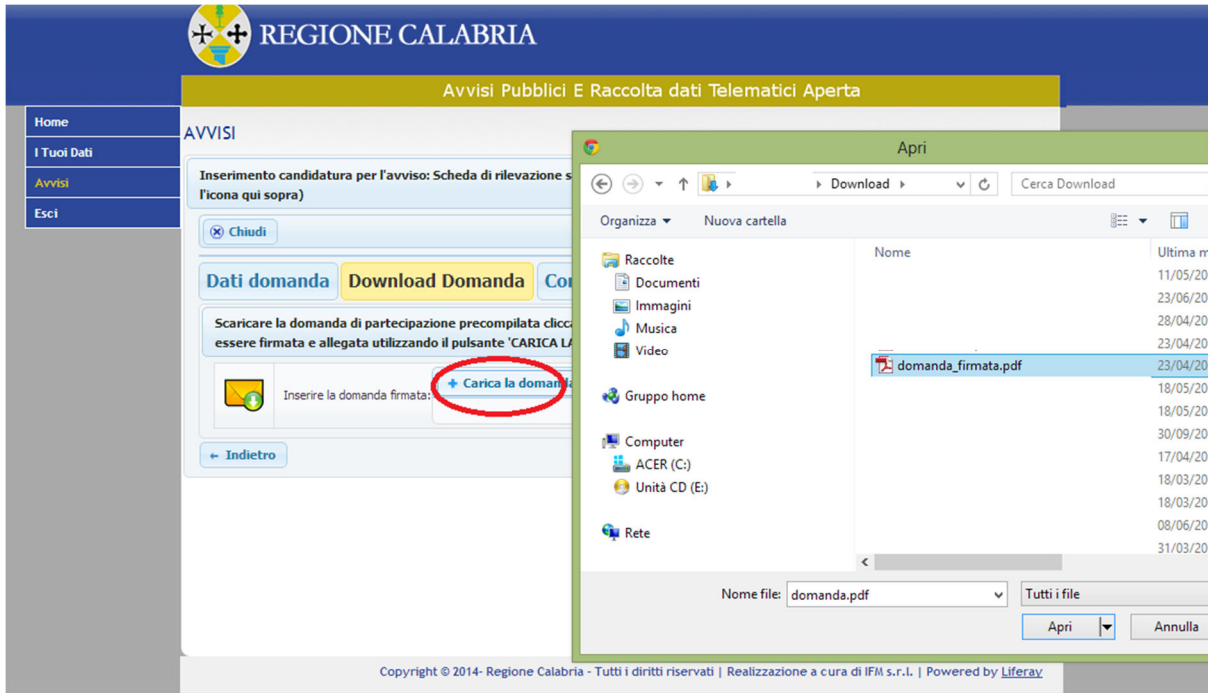 REGIONE CALABRIA
Avvisi Pubblici E Raccolta dati Telematici Aperta
Home
I Tuoi Dati
Avvisi
Esci
AVVISI
Inserimento candidatura per l'avviso: Scheda di rilevazione s
l'icona qui sopra)
Chiudi
Dati domanda
Download Domanda
Scaricare la domanda di partecipazione precompilata clicc
essere firmata e allegata utilizzando il pulsante 'CARICA L
Inserire la domanda firmata:
+ Carica la domanda
← Indietro
Apri
Download
Cerca Download
Organizza
Nuova cartella
Raccolte
Documenti
Immagini
Musica
Video
Gruppo home
Computer
ACER (C:)
Unità CD (E:)
Rete
Nome
Ultima m
11/05/20
23/06/20
28/04/20
23/04/20
domanda_firmata.pdf
23/04/20
18/05/20
18/05/20
30/09/20
17/04/20
18/03/20
18/03/20
08/06/20
31/03/20
Nome file:
domanda.pdf
Tutti i file
Apri
Annulla
Copyright © 2014- Regione Calabria - Tutti i diritti riservati | Realizzazione a cura di IFM s.r.l. | Powered by Liferay